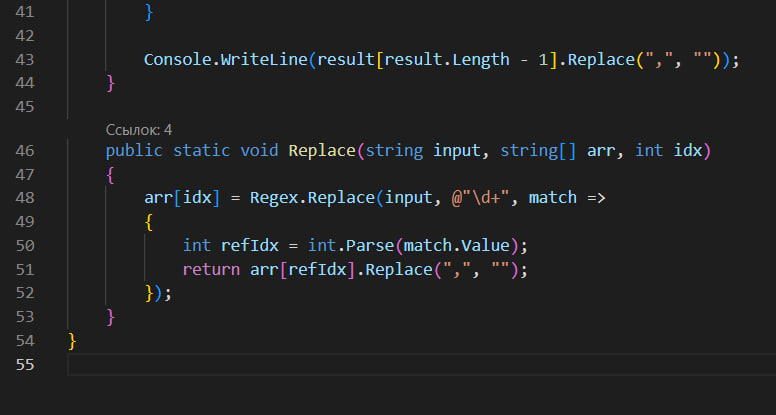 41 }
42
43 Console.WriteLine(result[result.Length - 1].Replace(",", ""));
44 }
45
Ссылок: 4
46 public static void Replace(string input, string[] arr, int idx)
47 {
48 arr[idx] = Regex.Replace(input, @"\d+", match =>
49 {
50 int refIdx = int.Parse(match.Value);
51 return arr[refIdx].Replace(",", "");
52 });
53 }
54 }
55